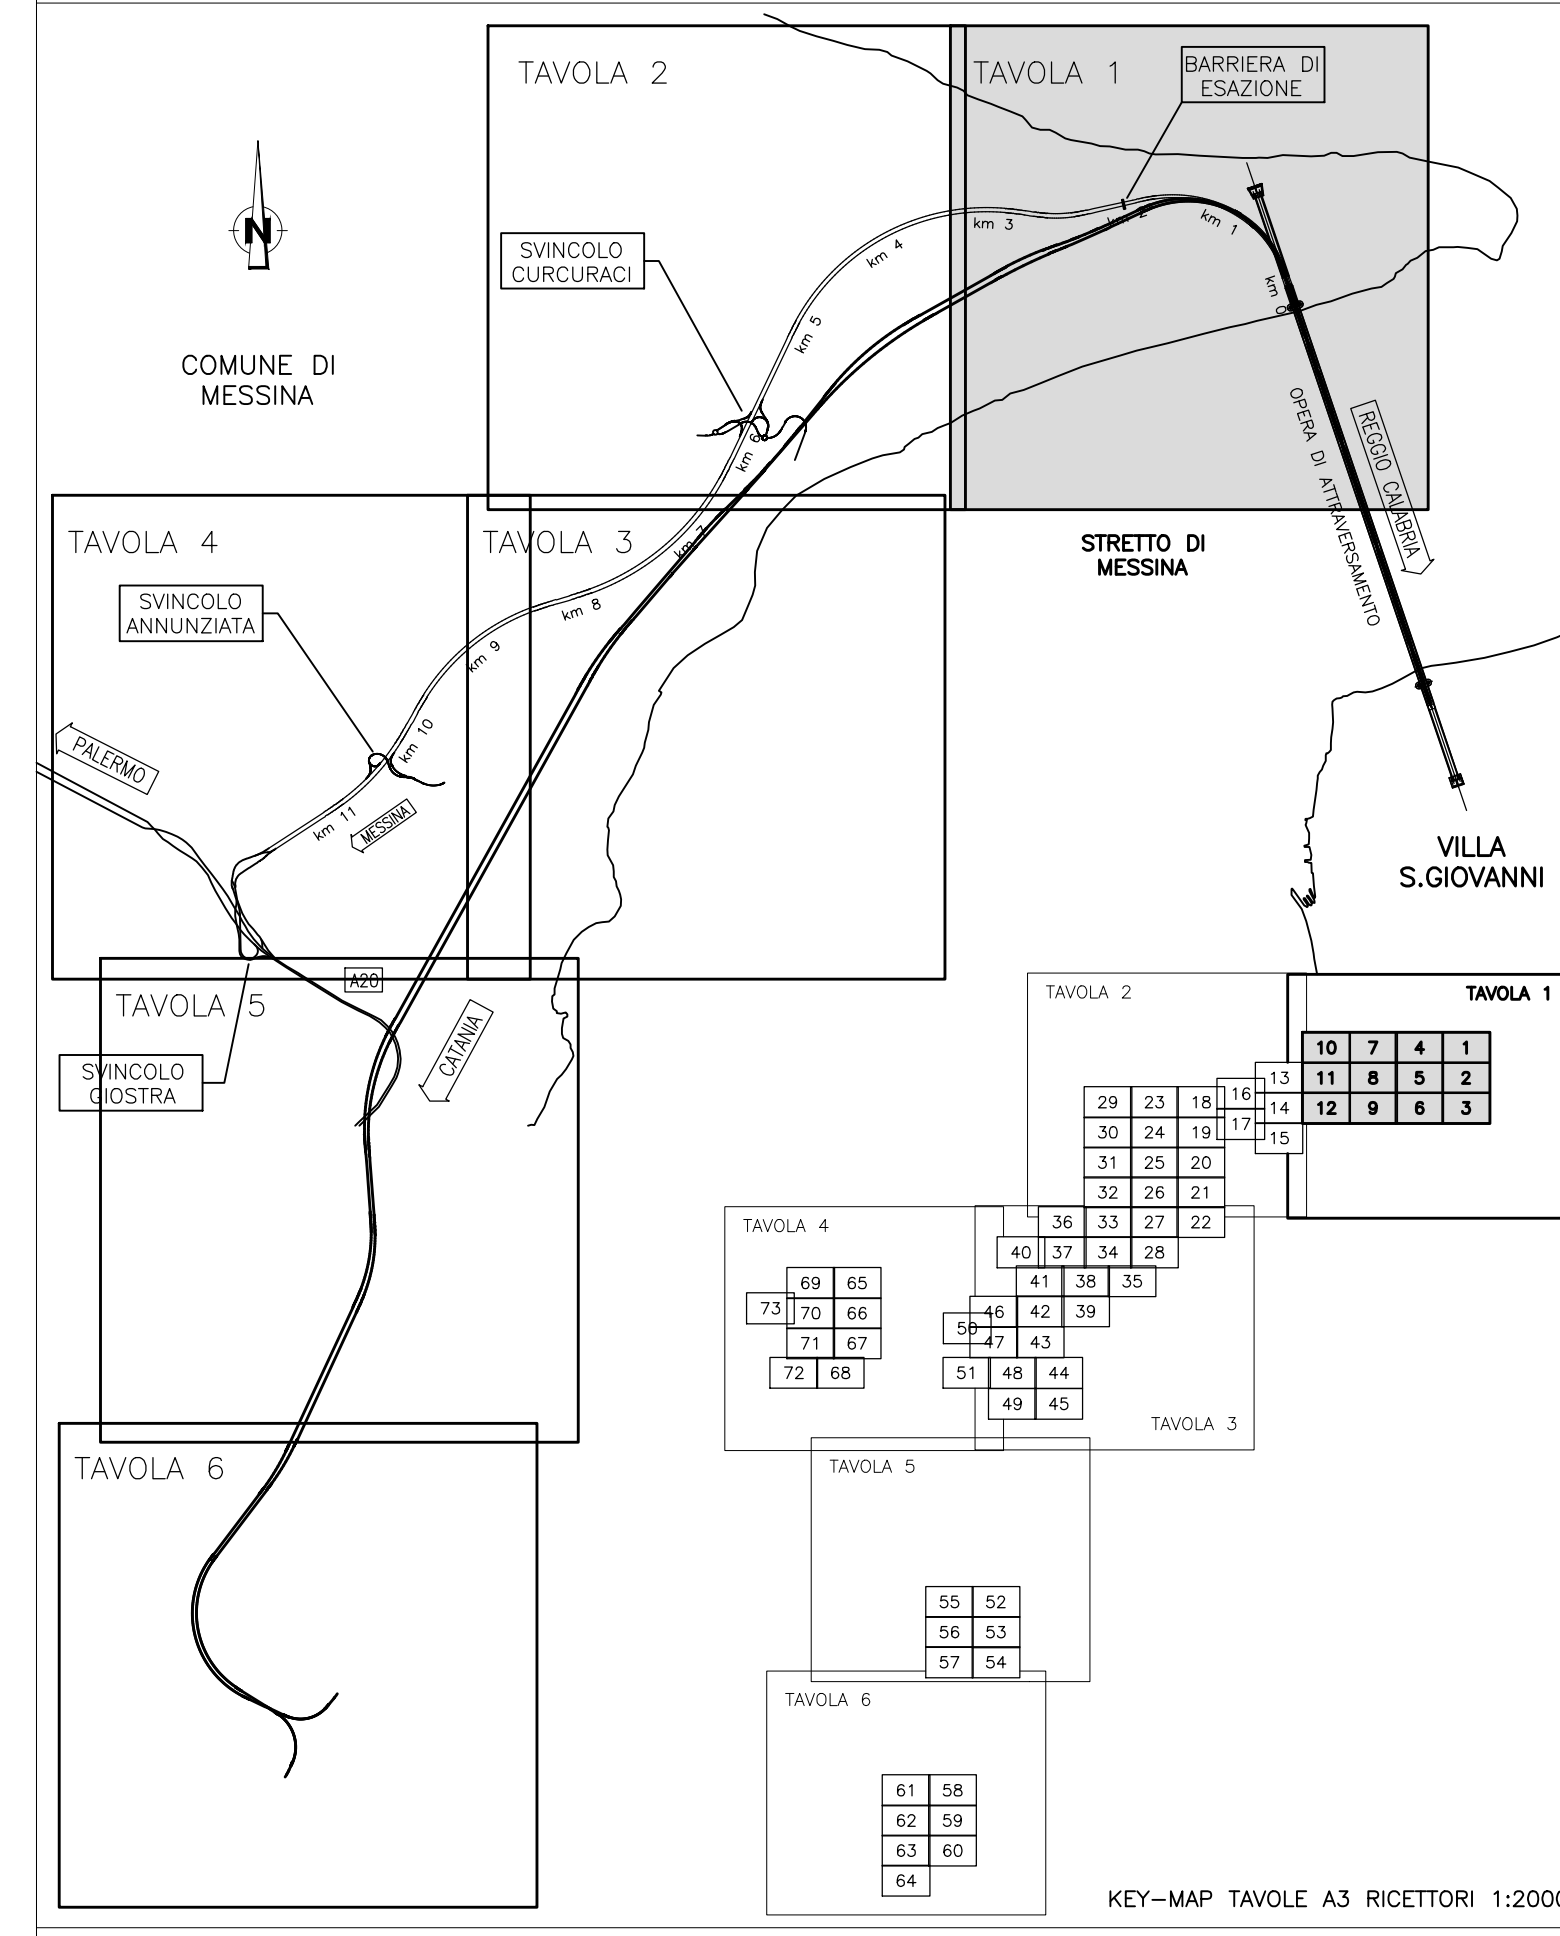 TAVOLA 2
TAVOLA 1
BARRIERA DI
ESAZIONE
N
COMUNE DI
MESSINA
SVINCOLO
CURCURACI
km 0
km 1
km 2
km 3
km 4
km 5
km 6
km 7
km 8
km 9
km 10
km 11
OPERA DI ATTRAVERSAMENTO
REGGIO CALABRIA
STRETTO DI
MESSINA
TAVOLA 4
TAVOLA 3
SVINCOLO
ANNUNZIATA
PALERMO
MESSINA
VILLA
S.GIOVANNI
A20
TAVOLA 5
CATANIA
SVINCOLO
GIOSTRA
TAVOLA 6
TAVOLA 2
TAVOLA 1
10 7 4 1
13 11 8 5 2
16 14 12 9 6 3
29 23 18
17 15
30 24 19
31 25 20
32 26 21
36 33 27 22
TAVOLA 4
40 37 34 28
69 65
41 38 35
73 70 66
46 42 39
50
71 67
47 43
72 68
51 48 44
49 45
TAVOLA 3
TAVOLA 5
55 52
56 53
57 54
TAVOLA 6
61 58
62 59
63 60
64
KEY-MAP TAVOLE A3 RICETTORI 1:2000